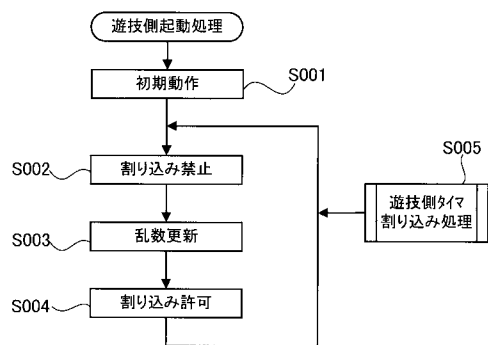 遊技側起動処理
初期動作
S001
S002
割り込み禁止
S005
遊技側タイマ
割り込み処理
S003
乱数更新
S004
割り込み許可